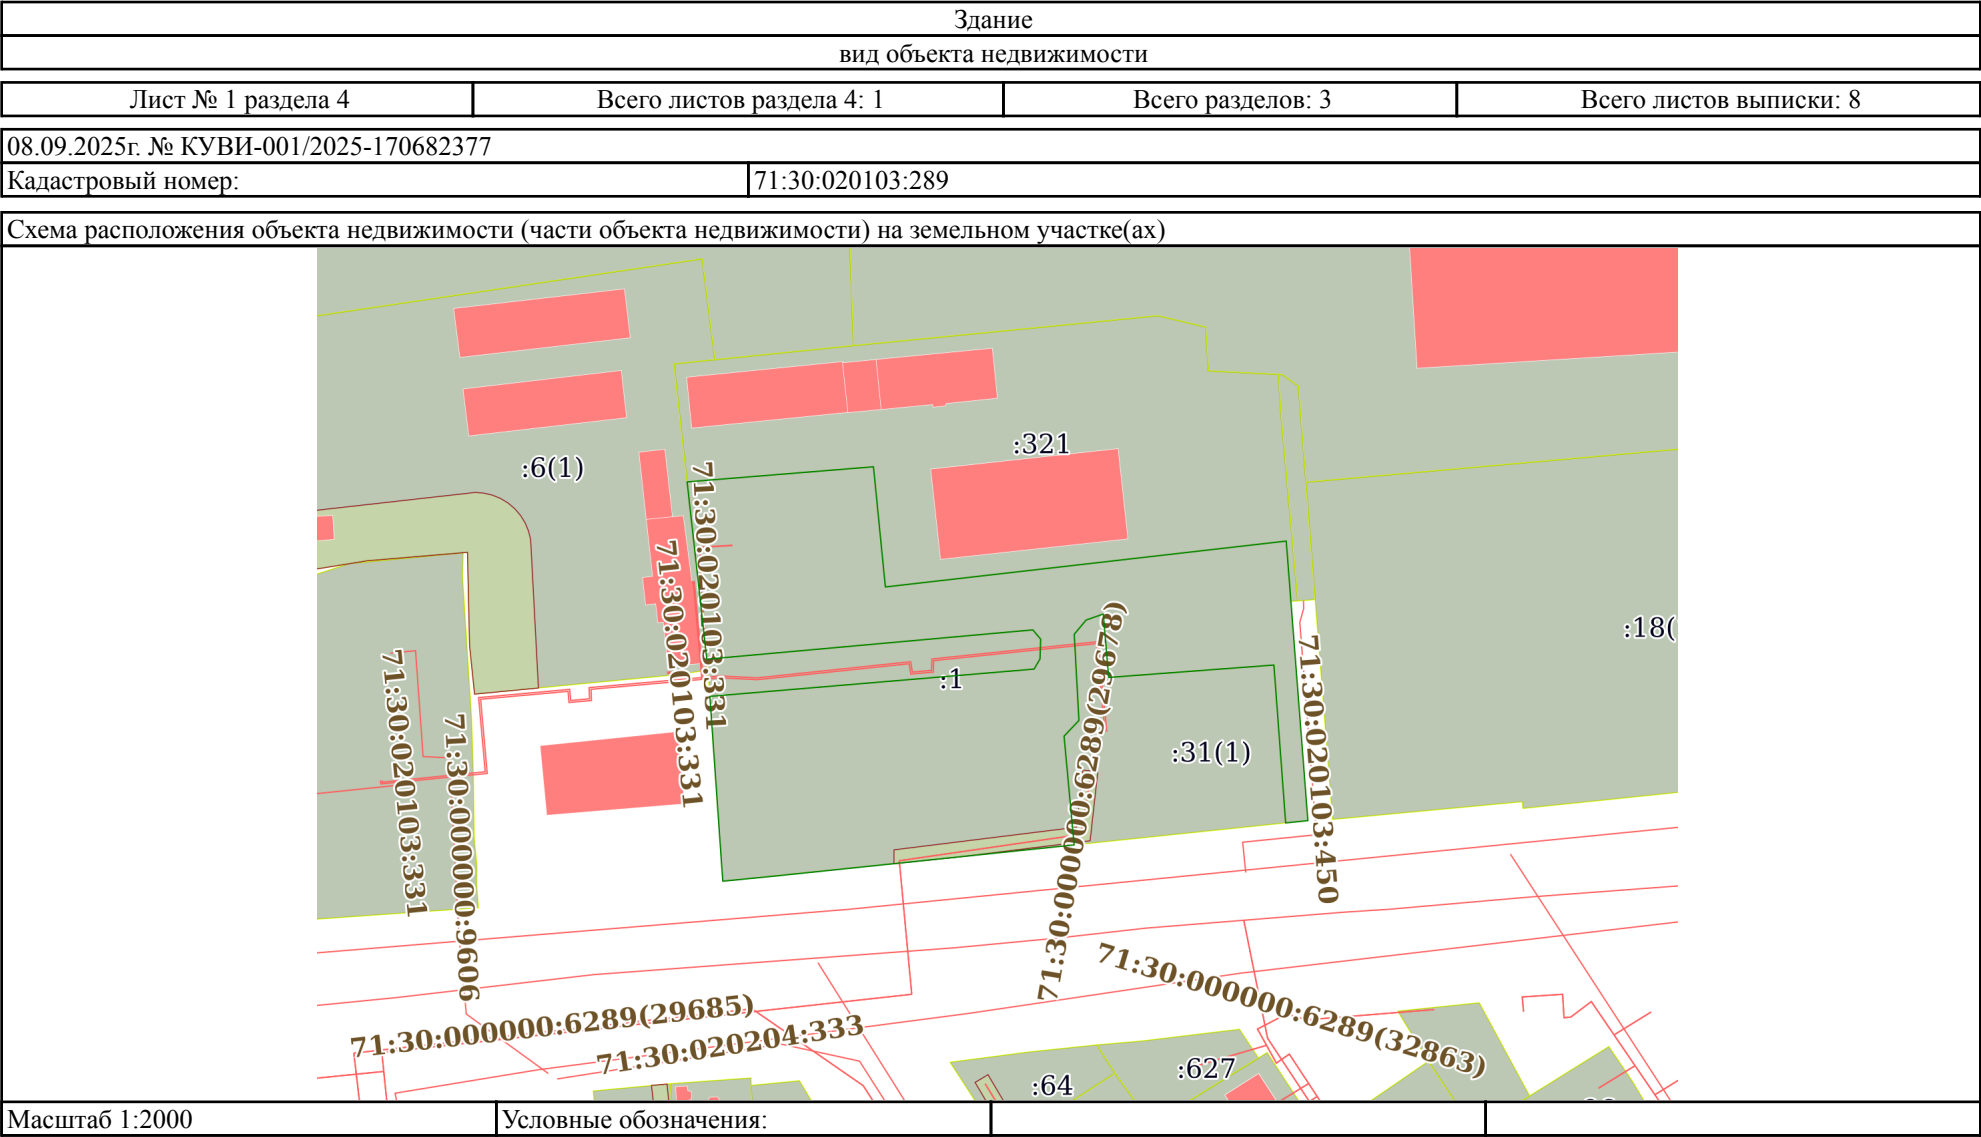 Здание
вид объекта недвижимости
Лист № 1 раздела 4
Всего листов раздела 4: 1
Всего разделов: 3
Всего листов выписки: 8
08.09.2025г. № КУВИ-001/2025-170682377
Кадастровый номер:
71:30:020103:289
Схема расположения объекта недвижимости (части объекта недвижимости) на земельном участке(ах)
:321
:6(1)
71:30:020103:331
71:30:020103:331
:18(
:1
71:30:000000:6289(29678)
:31(1)
71:30:020103:450
71:30:020103:331
71:30:000000:9606
71:30:000000:6289(32863)
71:30:000000:6289(29685)
71:30:020204:333
:627
:64
Масштаб 1:2000
Условные обозначения: